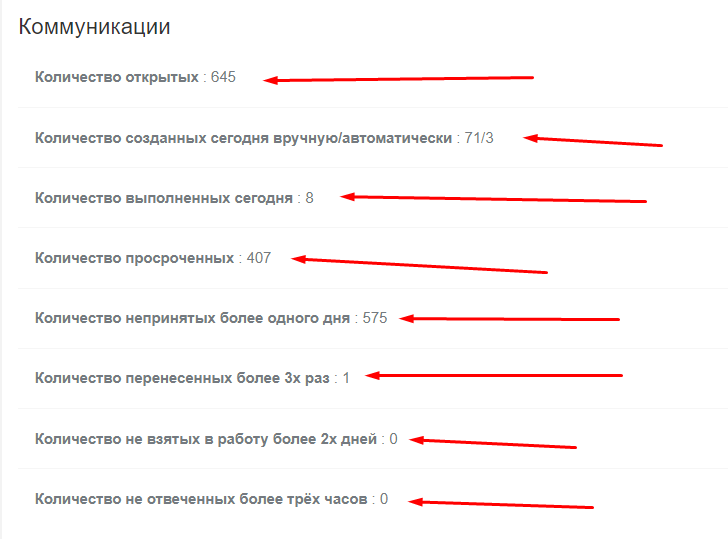 Коммуникации
Количество открытых : 645
Количество созданных сегодня вручную/автоматически : 71/3
Количество выполненных сегодня : 8
Количество просроченных : 407
Количество непринятых более одного дня : 575
Количество перенесенных более 3х раз : 1
Количество не взятых в работу более 2х дней : 0
Количество не отвеченных более трёх часов : 0